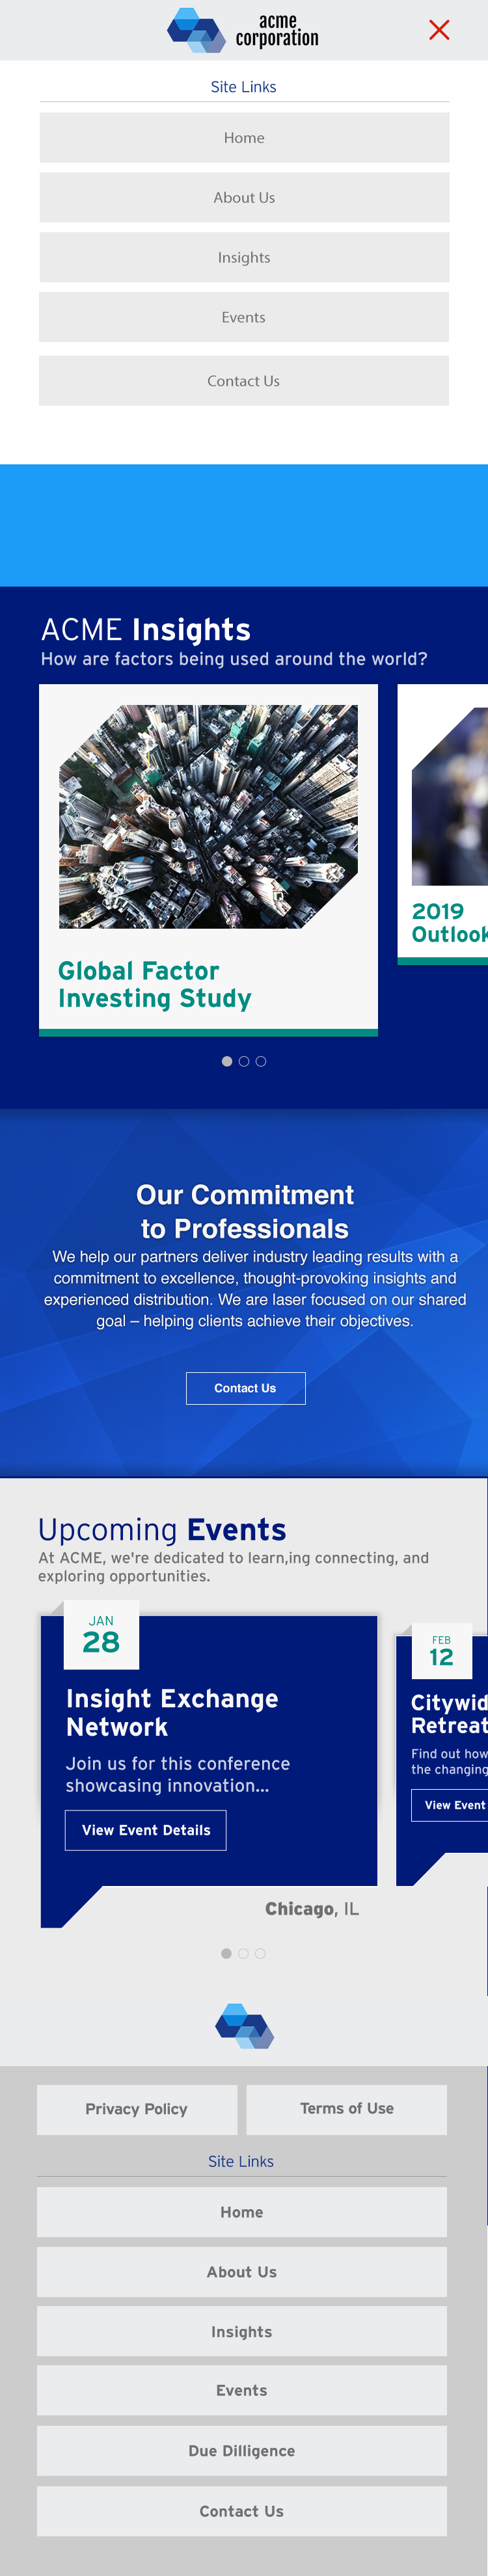 acme
corporation
Site Links
Home
About Us
Insights
Events
Contact Us
ACME Insights
How are factors being used around the world?
Global Factor
Investing Study
2019
Outlook
Our Commitment
to Professionals
We help our partners deliver industry leading results with a
commitment to excellence, thought-provoking insights and
experienced distribution. We are laser focused on our shared
goal – helping clients achieve their objectives.
Contact Us
Upcoming Events
At ACME, we're dedicated to learn,ing connecting, and
exploring opportunities.
JAN
28
Insight Exchange
Network
Join us for this conference
showcasing innovation...
View Event Details
Chicago, IL
FEB
12
Citywid
Retreat
Find out how
the changing
View Event
Privacy Policy
Terms of Use
Site Links
Home
About Us
Insights
Events
Due Dilligence
Contact Us